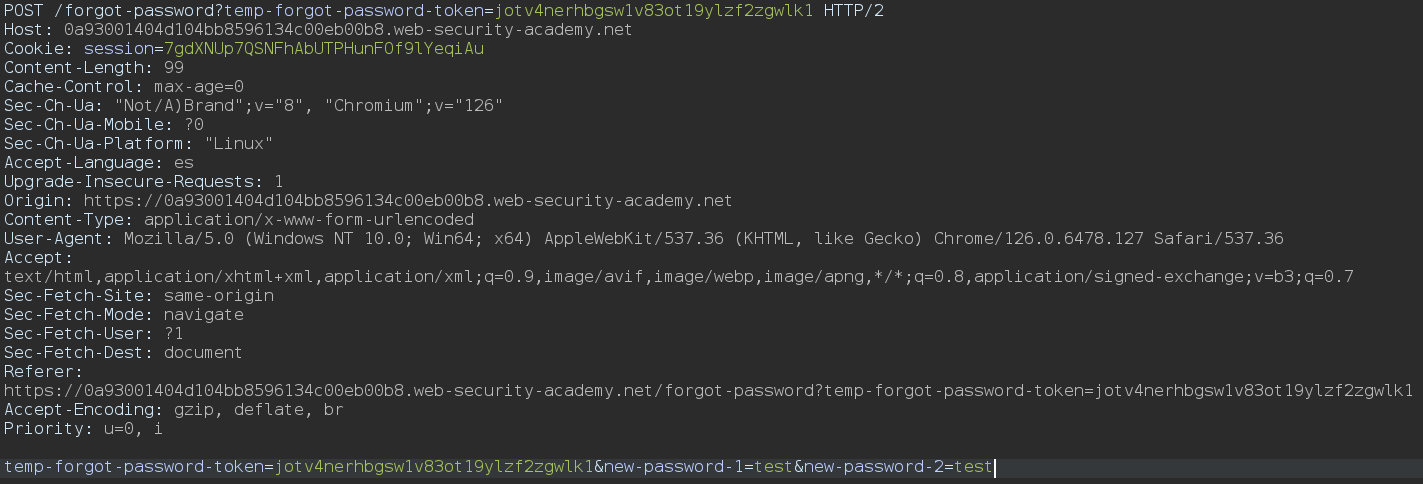 POST /forgot-password?temp-forgot-password-token=jotv4nerhbgsw1v83ot19ylzf2zgwlk1 HTTP/2
Host: 0a93001404d104bb8596134c00eb00b8.web-security-academy.net
Cookie: session=7gdXNUp7QSNFhAbUTPHunFOf9lYeqiAu
Content-Length: 99
Cache-Control: max-age=0
Sec-Ch-Ua: "Not/A)Brand";v="8", "Chromium";v="126"
Sec-Ch-Ua-Mobile: ?0
Sec-Ch-Ua-Platform: "Linux"
Accept-Language: es
Upgrade-Insecure-Requests: 1
Origin: https://0a93001404d104bb8596134c00eb00b8.web-security-academy.net
Content-Type: application/x-www-form-urlencoded
User-Agent: Mozilla/5.0 (Windows NT 10.0; Win64; x64) AppleWebKit/537.36 (KHTML, like Gecko) Chrome/126.0.6478.127 Safari/537.36
Accept:
text/html,application/xhtml+xml,application/xml;q=0.9,image/avif,image/webp,image/apng,*/*;q=0.8,application/signed-exchange;v=b3;q=0.7
Sec-Fetch-Site: same-origin
Sec-Fetch-Mode: navigate
Sec-Fetch-User: ?1
Sec-Fetch-Dest: document
Referer:
https://0a93001404d104bb8596134c00eb00b8.web-security-academy.net/forgot-password?temp-forgot-password-token=jotv4nerhbgsw1v83ot19ylzf2zgwlk1
Accept-Encoding: gzip, deflate, br
Priority: u=0, i
temp-forgot-password-token=jotv4nerhbgsw1v83ot19ylzf2zgwlk1&new-password-1=test&new-password-2=test